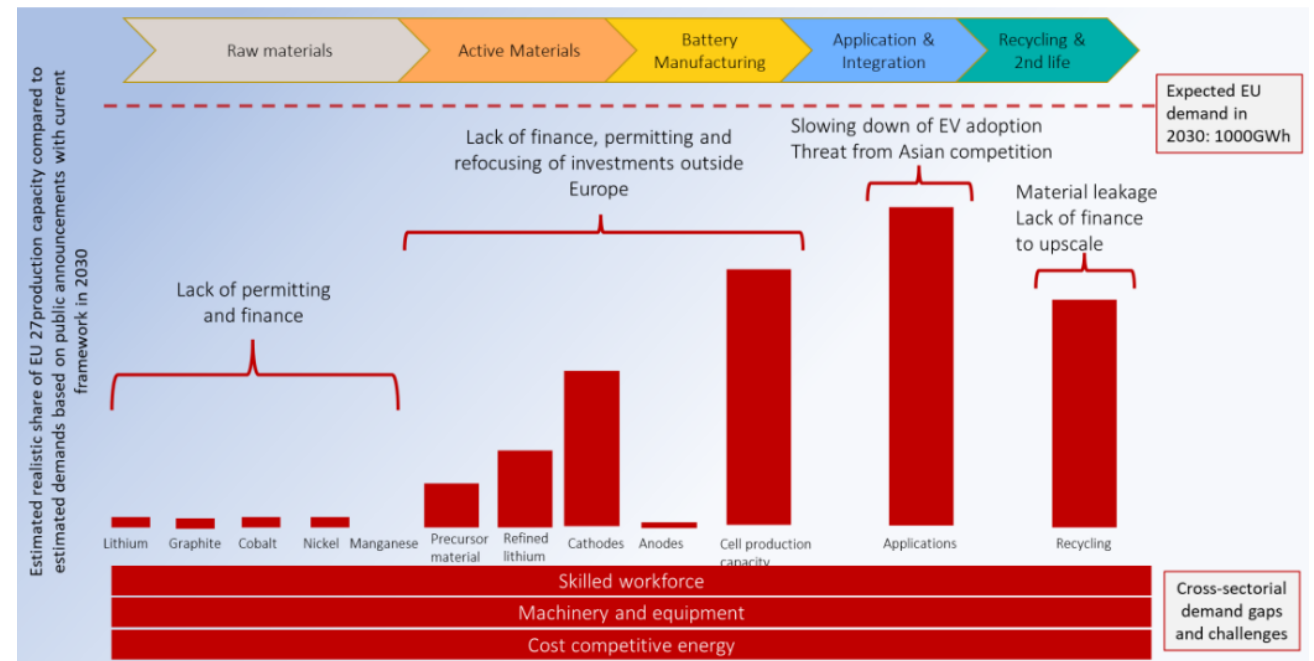 Raw materials
Active Materials
Battery
Manufacturing
Application &
Integration
Recycling &
2nd life
Expected EU
demand in
2030: 1000GWh
Estimated realistic share of EU 27production capacity compared to
estimated demands based on public announcements with current
framework in 2030
Lack of permitting
and finance
Lack of finance, permitting and
refocusing of investments outside
Europe
Slowing down of EV adoption
Threat from Asian competition
Material leakage
Lack of finance
to upscale
Lithium
Graphite
Cobalt
Nickel
Manganese
Precursor
material
Refined
lithium
Cathodes
Anodes
Cell production
capacity
Applications
Recycling
Skilled workforce
Machinery and equipment
Cost competitive energy
Cross-sectorial
demand gaps
and challenges